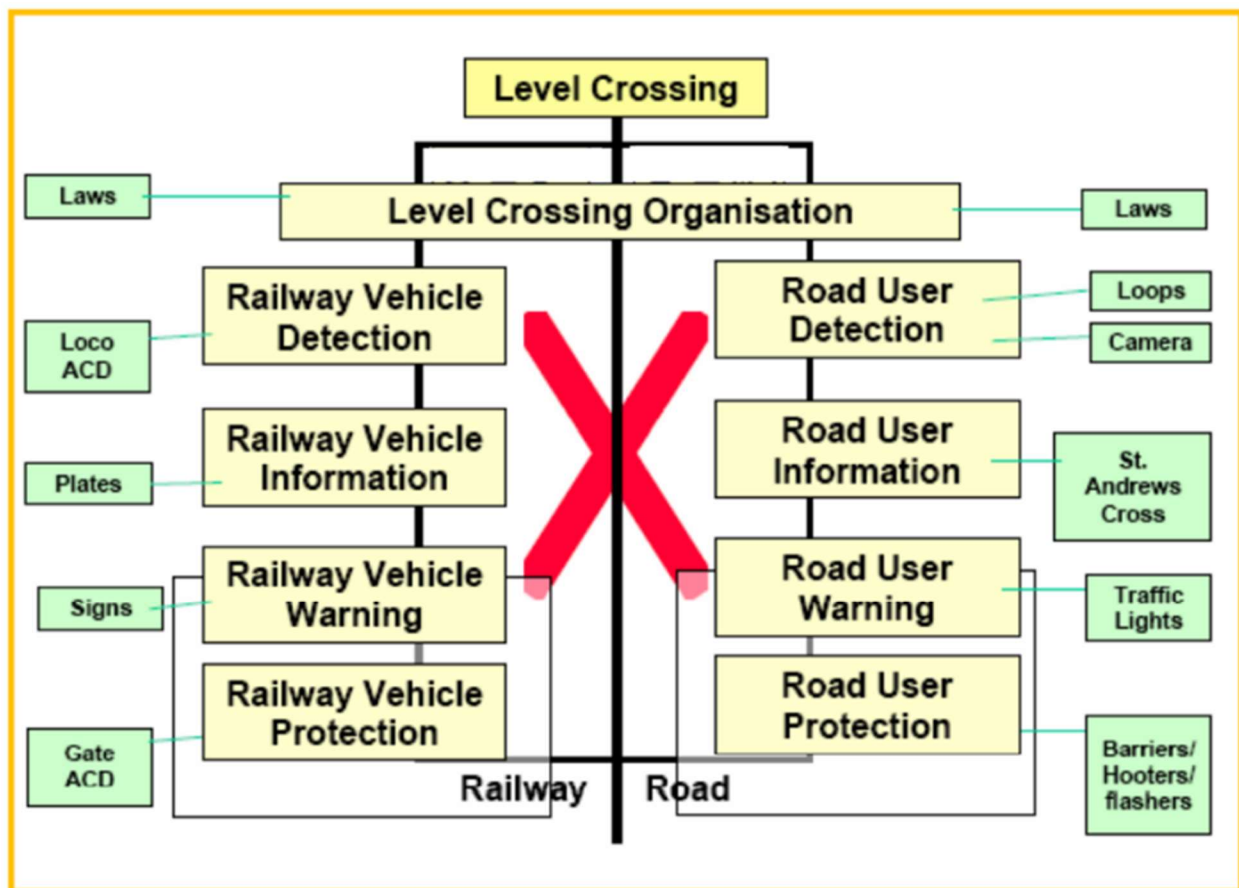 Level Crossing
Laws
Level Crossing Organisation
Laws
Railway Vehicle
Detection
Loco
ACD
Road User
Detection
Loops
Camera
Railway Vehicle
Information
Plates
Road User
Information
St.
Andrews
Cross
Railway Vehicle
Warning
Signs
Road User
Warning
Traffic
Lights
Railway Vehicle
Protection
Gate
ACD
Road User
Protection
Barriers/
Hooters/
flashers
Railway
Road